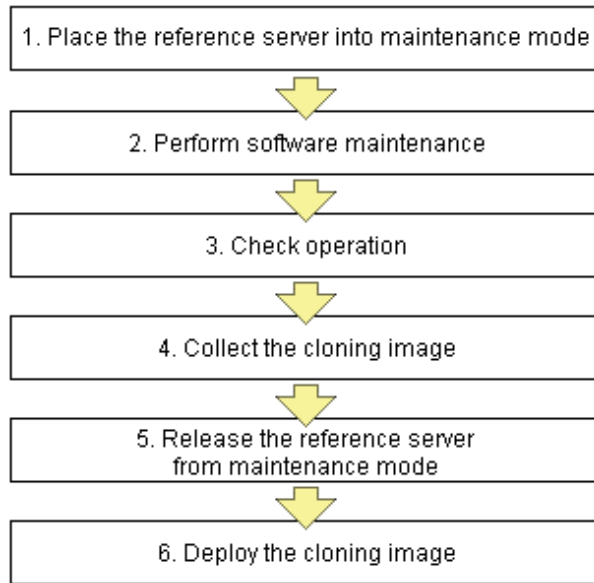 1. Place the reference server into maintenance mode
2. Perform software maintenance
3. Check operation
4. Collect the cloning image
5. Release the reference server
from maintenance mode
6. Deploy the cloning image